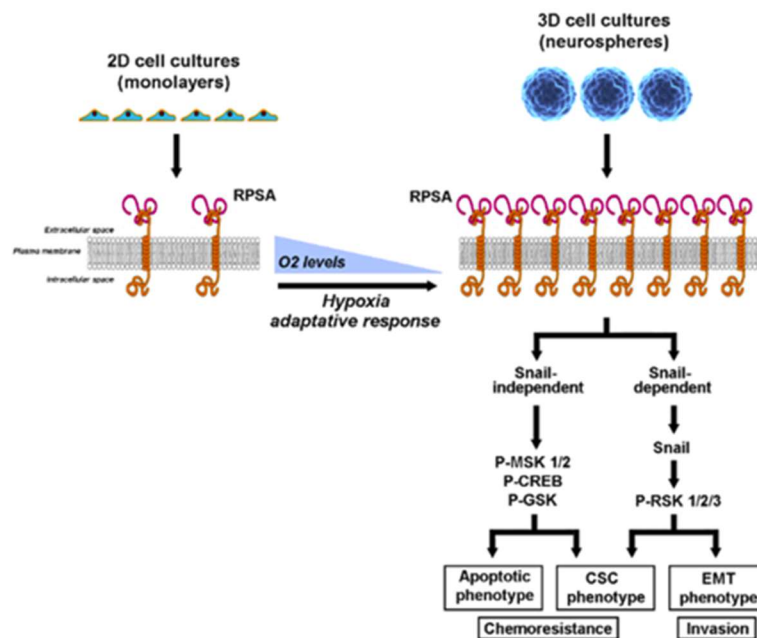 2D cell cultures
(monolayers)
3D cell cultures
(neurospheres)
RPSA
RPSA
Extracellular space
Plasma membrane
Intracellular space
O2 levels
Hypoxia
adaptative response
Snail-
independent
Snail-
dependent
P-MSK 1/2
P-CREB
P-GSK
Snail
P-RSK 1/2/3
Apoptotic
phenotype
CSC
phenotype
EMT
phenotype
Chemoresistance
Invasion